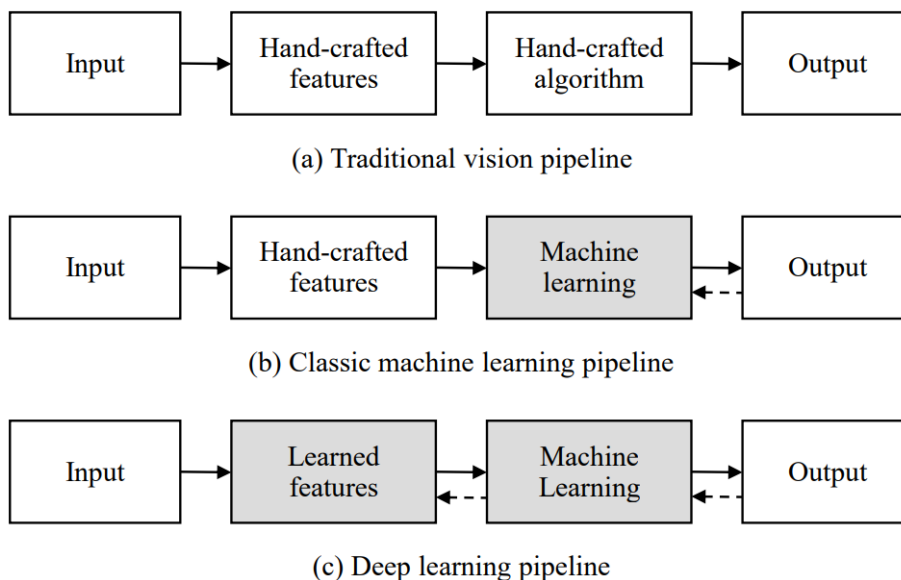 Input
Hand-crafted
features
Hand-crafted
algorithm
Output
(a) Traditional vision pipeline
Input
Hand-crafted
features
Machine
learning
Output
(b) Classic machine learning pipeline
Input
Learned
features
Machine
Learning
Output
(c) Deep learning pipeline